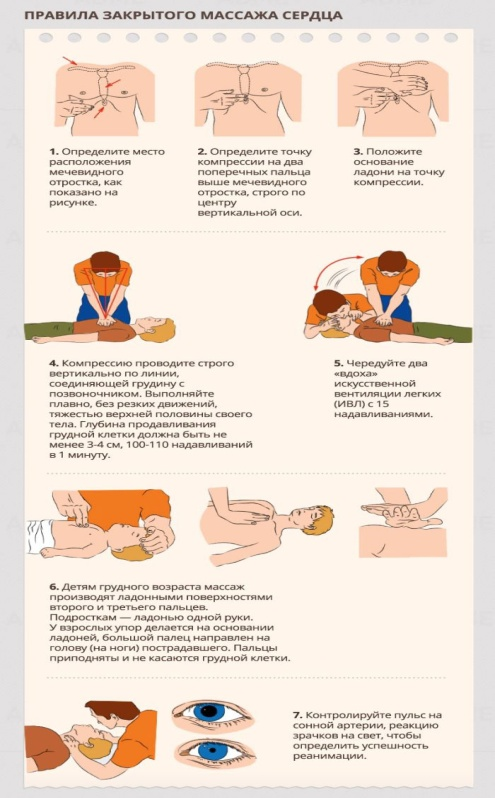 ПРАВИЛА ЗАКРЫТОГО МАССАЖА СЕРДЦА
1. Определите место
расположения
мечевидного
отростка, как
показано на
рисунке.
2. Определите точку
компрессии на два
поперечных пальца
выше мечевидного
отростка, строго по
центру
вертикальной оси.
3. Положите
основание
ладони на точку
компрессии.
4. Компрессию проводите строго
вертикально по линии,
соединяющей грудину с
позвоночником. Выполняйте
плавно, без резких движений,
тяжестью верхней половины своего
тела. Глубина продавливания
грудной клетки должна быть не
менее 3-4 см, 100-110 надавливаний
в 1 минуту.
5. Чередуйте два
«вдоха»
искусственной
вентиляции легких
(ИВЛ) с 15
надавливаниями.
6. Детям грудного возраста массаж
производят ладонными поверхностями
второго и третьего пальцев.
Подросткам — ладонью одной руки.
У взрослых упор делается на основании
ладоней, большой палец направлен на
голову (на ноги) пострадавшего. Пальцы
приподняты и не касаются грудной клетки.
7. Контролируйте пульс на
сонной артерии, реакцию
зрачков на свет, чтобы
определить успешность
реанимации.